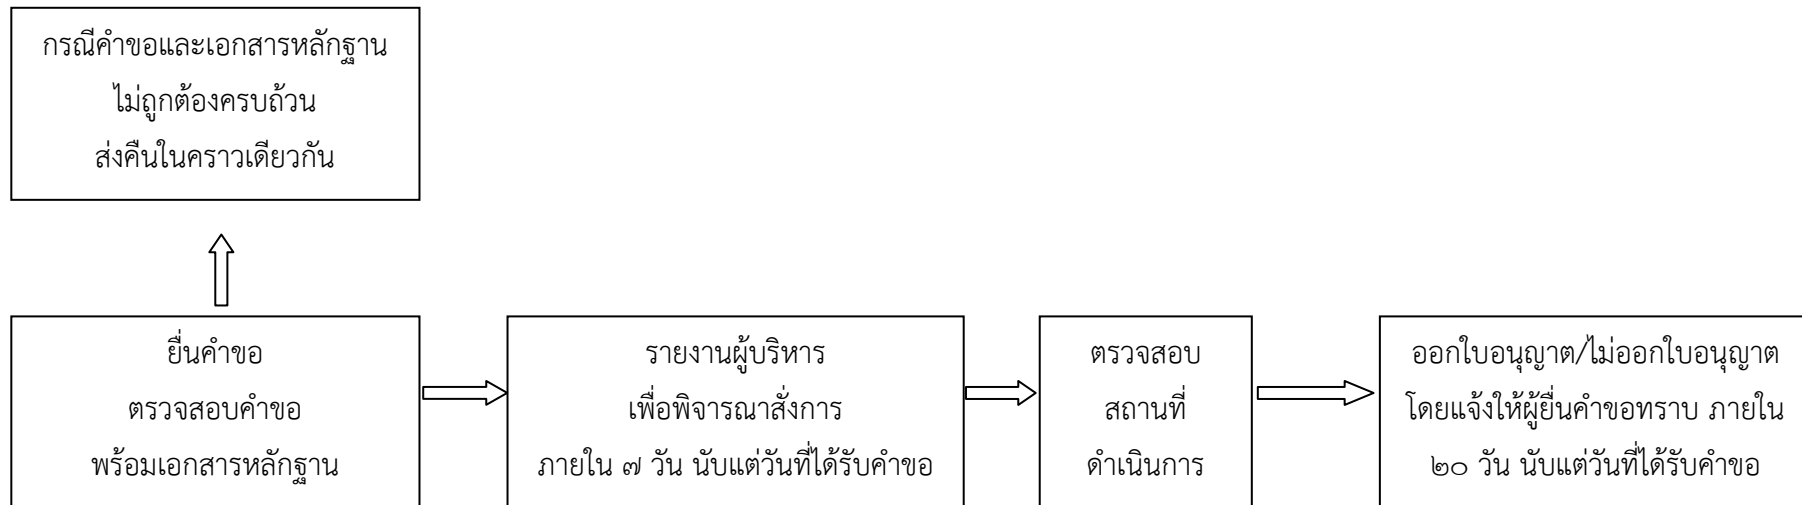 กรณีคำขอและเอกสารหลักฐาน
ไม่ถูกต้องครบถ้วน
ส่งคืนในคราวเดียวกัน
ยื่นคำขอ
ตรวจสอบคำขอ
พร้อมเอกสารหลักฐาน
รายงานผู้บริหาร
เพื่อพิจารณาสั่งการ
ภายใน ๗ วัน นับแต่วันที่ได้รับคำขอ
ตรวจสอบ
สถานที่
ดำเนินการ
ออกใบอนุญาต/ไม่ออกใบอนุญาต
โดยแจ้งให้ผู้ยื่นคำขอทราบ ภายใน
๒๐ วัน นับแต่วันที่ได้รับคำขอ